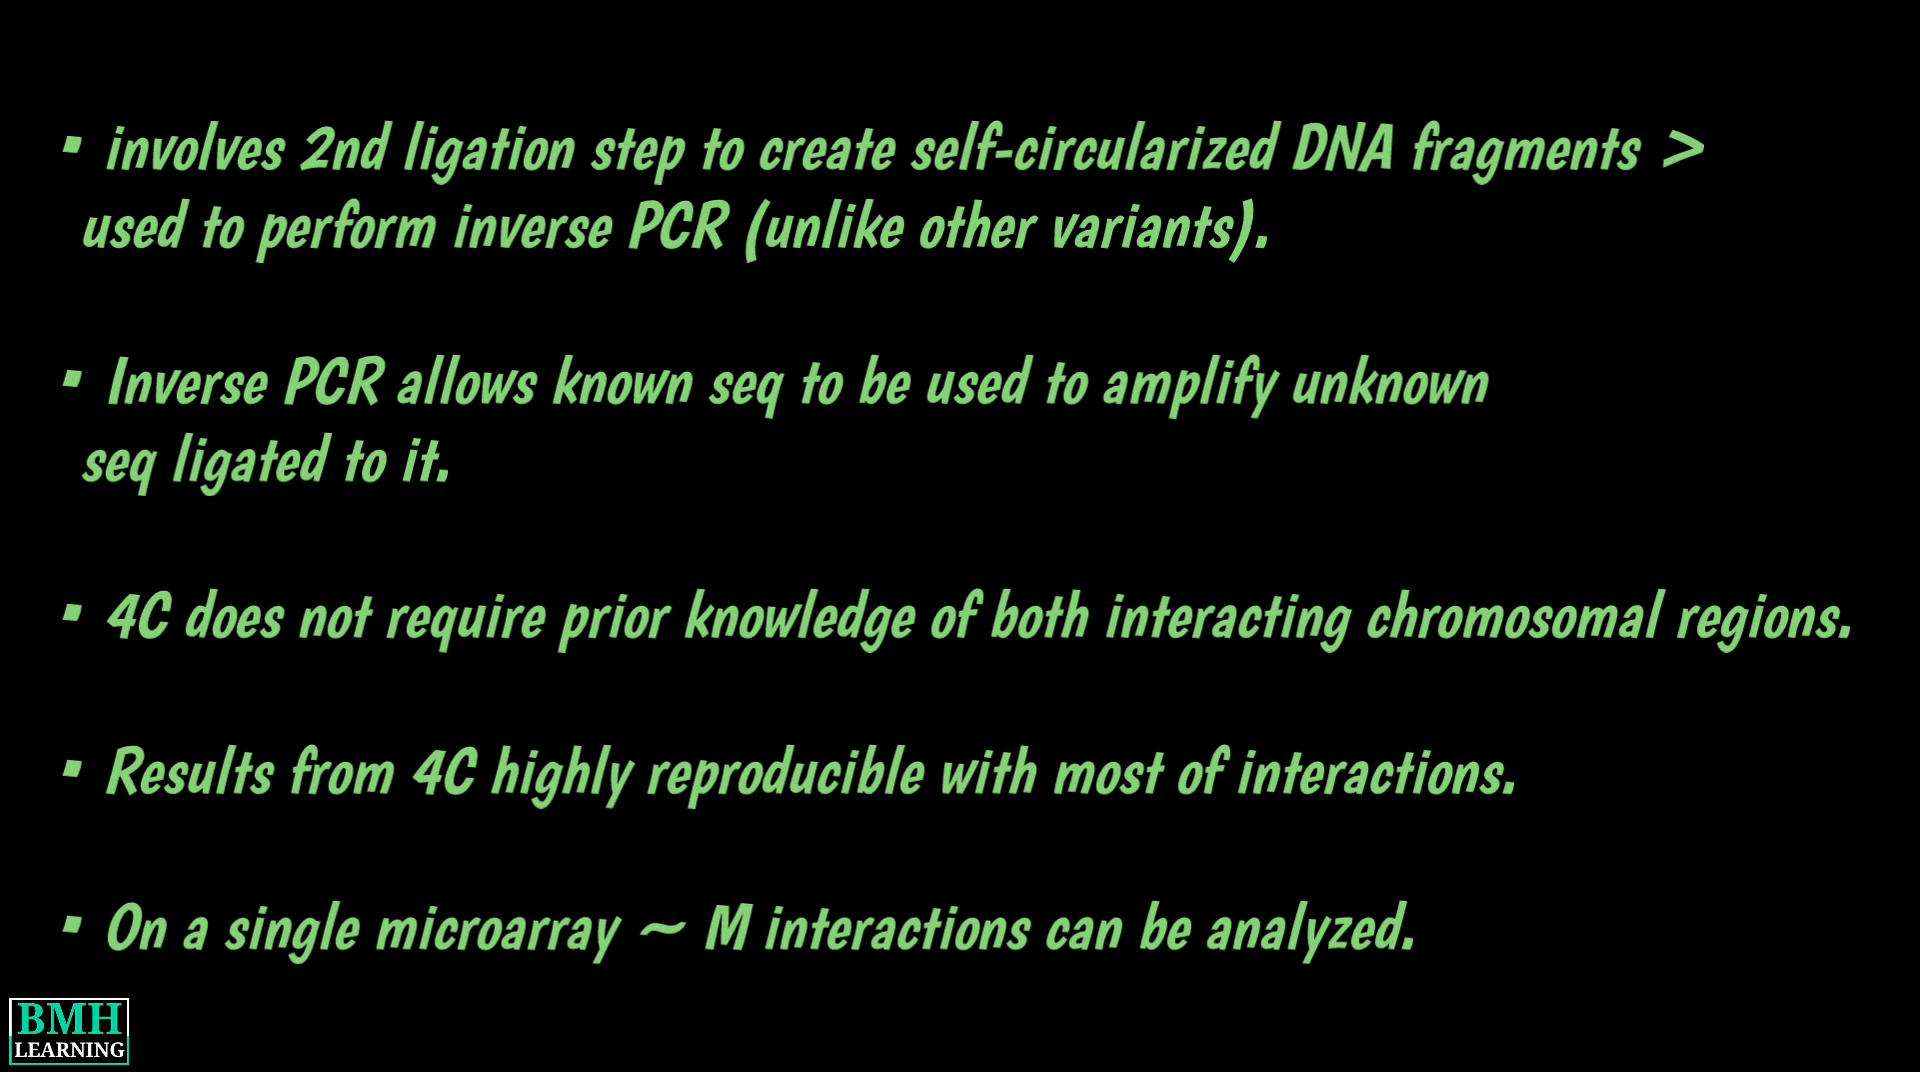 ▪ involves 2nd ligation step to create self-circularized DNA fragments >
used to perform inverse PCR (unlike other variants).
▪ Inverse PCR allows known seq to be used to amplify unknown
seq ligated to it.
▪ 4C does not require prior knowledge of both interacting chromosomal regions.
▪ Results from 4C highly reproducible with most of interactions.
▪ On a single microarray ~ M interactions can be analyzed.
BMH
LEARNING